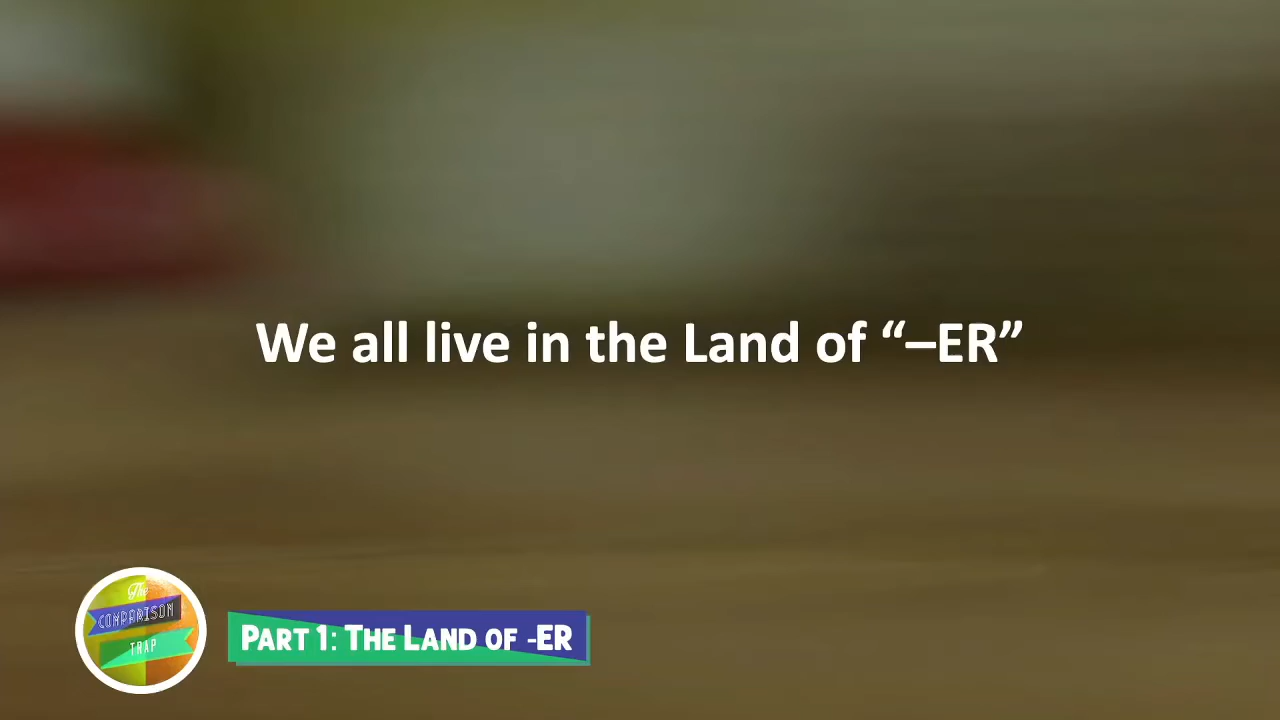 We all live in the Land of “–ER”
The
COMPARISON
TRAP
PART 1: THE LAND OF -ER